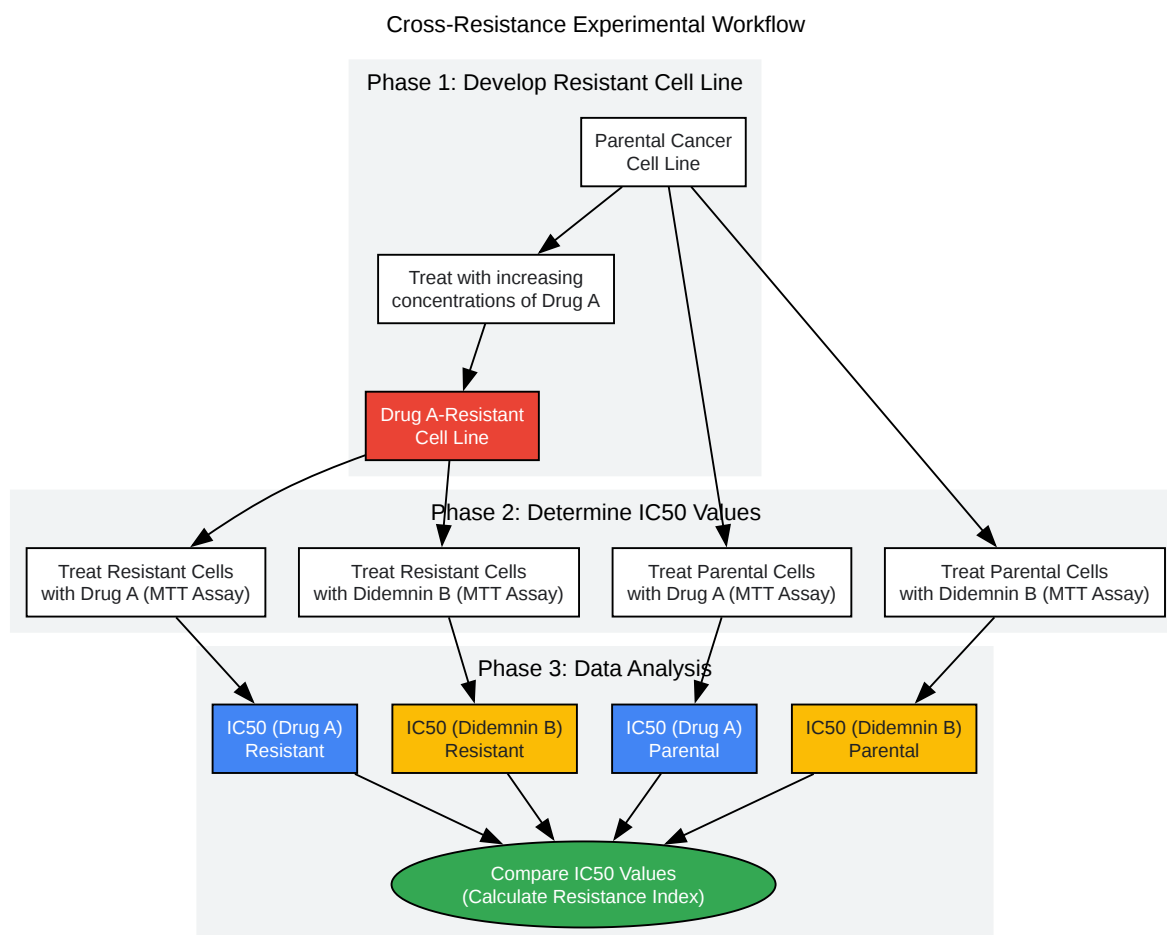 Cross-Resistance Experimental Workflow
Phase 1: Develop Resistant Cell Line
Parental Cancer
Cell Line
Treat with increasing
concentrations of Drug A
Drug A-Resistant
Cell Line
Phase 2: Determine IC50 Values
Treat Resistant Cells
with Drug A (MTT Assay)
Treat Resistant Cells
with Didemnin B (MTT Assay)
Treat Parental Cells
with Drug A (MTT Assay)
Treat Parental Cells
with Didemnin B (MTT Assay)
Phase 3: Data Analysis
IC50 (Drug A)
Resistant
IC50 (Didemnin B)
Resistant
IC50 (Drug A)
Parental
IC50 (Didemnin B)
Parental
Compare IC50 Values
(Calculate Resistance Index)